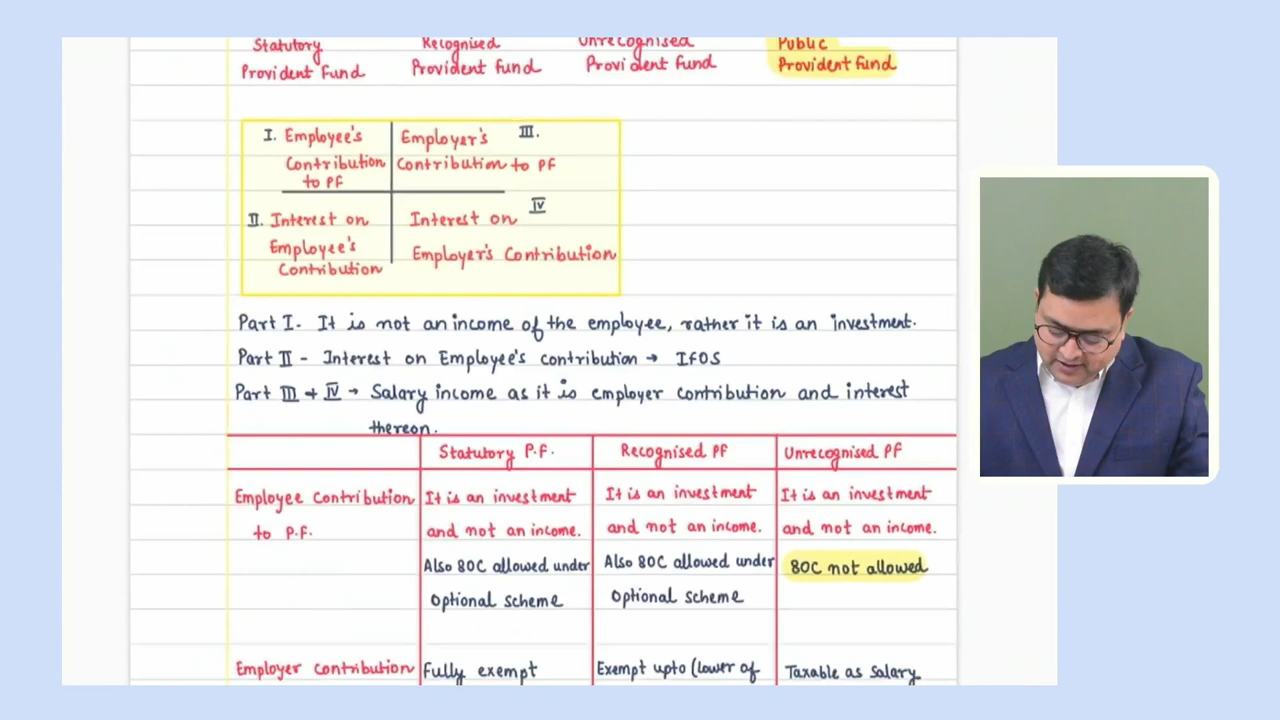 Statutory Recognised Unrecognised Public
Provident Fund Provident Fund Provident Fund Provident Fund
I. Employee's Employer's III.
Contribution Contribution to PF
to PF
IV
II. Interest on Interest on
Employee's Employer's Contribution
Contribution
Part I- It is not an income of the employee, rather it is an investment.
Part II - Interest on Employee's contribution → IFOS
Part III + IV → Salary income as it is employer contribution and interest
thereon.
Statutory P.F. Recognised PF Unrecognised PF
Employee Contribution It is an investment It is an investment It is an investment
to P.F. and not an income. and not an income. and not an income.
Also 80C allowed under Also 80C allowed under 80C not allowed
Optional scheme Optional scheme
Employer contribution Fully exempt Exempt upto (lower of Taxable as Salary